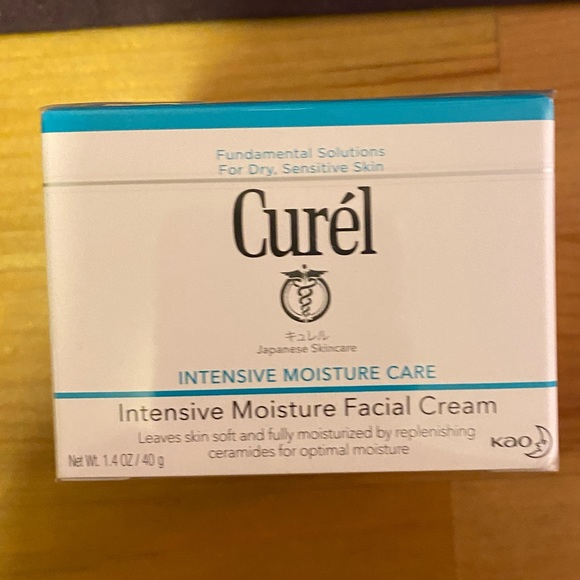 Fundamental Solutions
For Dry, Sensitive Skin
Curél
キュレル
Japanese Skincare
INTENSIVE MOISTURE CARE
Intensive Moisture Facial Cream
Leaves skin soft and fully moisturized by replenishing
ceramides for optimal moisture
Net Wt. 1.4 OZ / 40 g
Kao